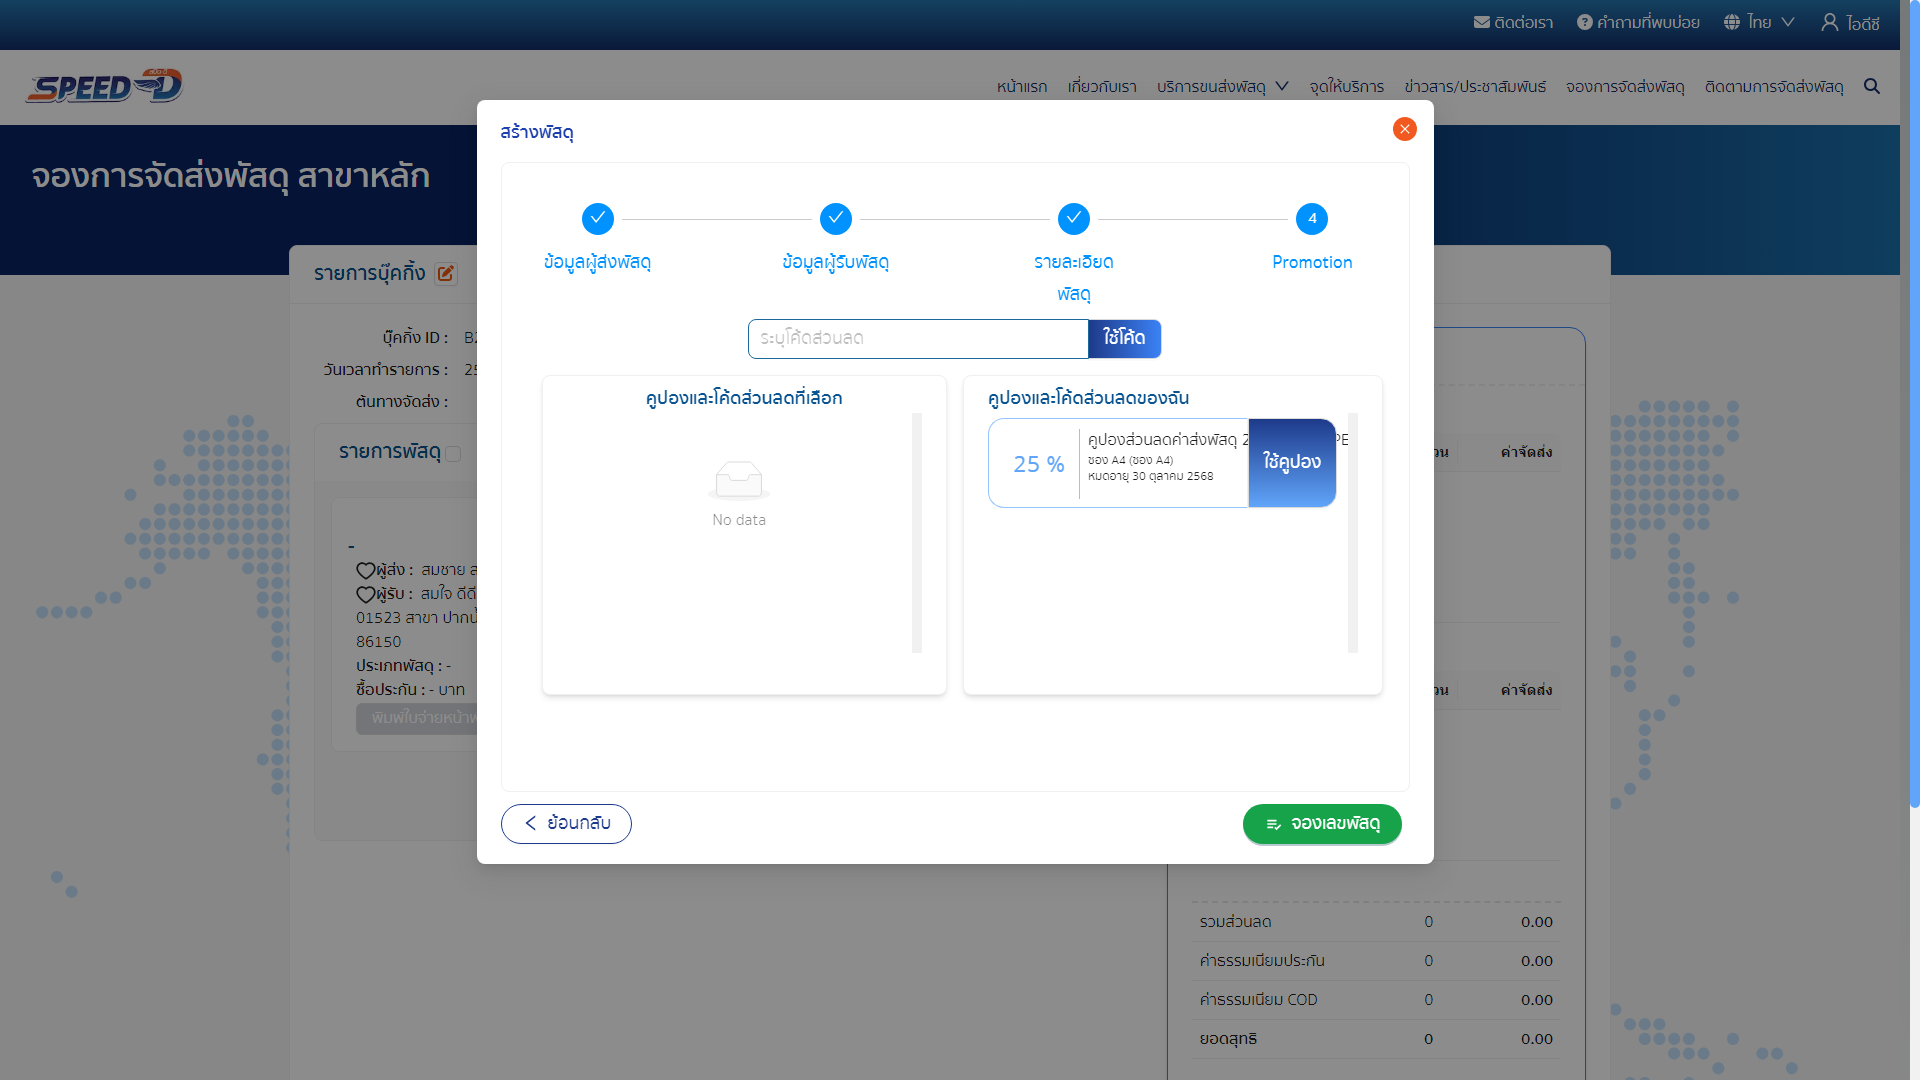 ติดต่อเรา
คำถามที่พบบ่อย
ไทย
ไอดีซี
SPEED-D
หน้าแรก
เกี่ยวกับเรา
บริการขนส่งพัสดุ
จุดให้บริการ
ข่าวสาร/ประชาสัมพันธ์
จองการจัดส่งพัสดุ
ติดตามการจัดส่งพัสดุ
จองการจัดส่งพัสดุ สาขาหลัก
สร้างพัสดุ
ข้อมูลผู้ส่งพัสดุ
ข้อมูลผู้รับพัสดุ
รายละเอียด
พัสดุ
4
Promotion
ระบุโค้ดส่วนลด
ใช้โค้ด
คูปองและโค้ดส่วนลดที่เลือก
No data
คูปองและโค้ดส่วนลดของฉัน
25 %
คูปองส่วนลดค่าส่งพัสดุ 2
ซอง A4 (ซอง A4)
หมดอายุ 30 ตุลาคม 2568
ใช้คูปอง
ย้อนกลับ
จองเลขพัสดุ
รายการบุ๊คกิ้ง
บุ๊คกิ้ง ID :
วันเวลาทำรายการ : 25
ต้นทางจัดส่ง :
รายการพัสดุ
-
ผู้ส่ง : สมชาย
ผู้รับ : สมใจ ดีดี
01523 สาขา ปากน้
86150
ประเภทพัสดุ : -
ซื้อประกัน : - บาท
พิมพ์ใบจ่ายหน้าพ
ค่าจัดส่ง
ค่าจัดส่ง
รวมส่วนลด 0 0.00
ค่าธรรมเนียมประกัน 0 0.00
ค่าธรรมเนียม COD 0 0.00
ยอดสุทธิ 0 0.00